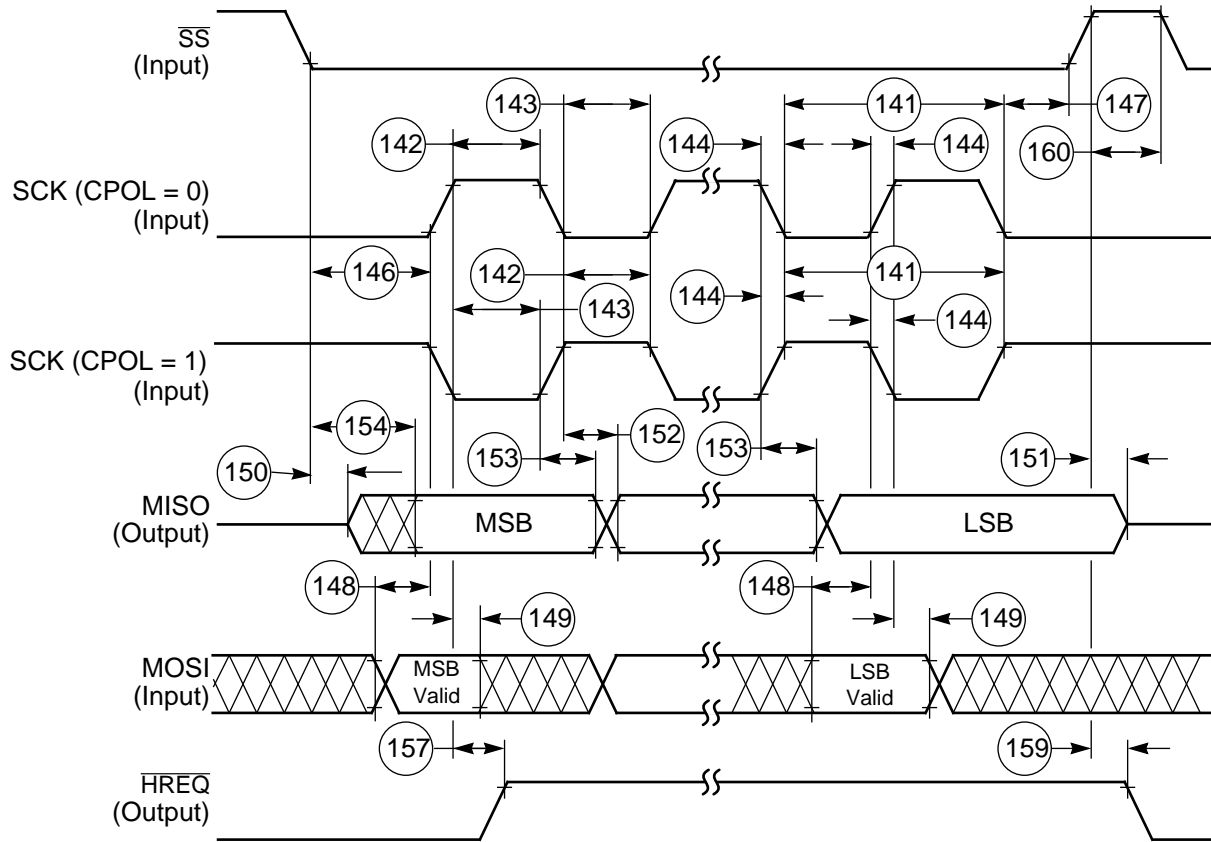 SS
(Input)
143
141
147
142
144
144
160
SCK (CPOL = 0)
(Input)
146
142
141
144
143
144
SCK (CPOL = 1)
(Input)
154
152
150
153
153
151
MISO
(Output)
MSB
LSB
148
148
149
149
MOSI
(Input)
MSB
Valid
LSB
Valid
157
159
HREQ
(Output)